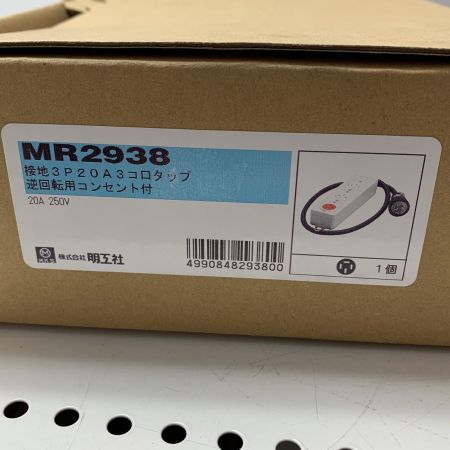 MR2938
接地3P20A3コロタップ
逆回転用コンセント付
20A 250V
株式会社 明工社
4990848293800
1個